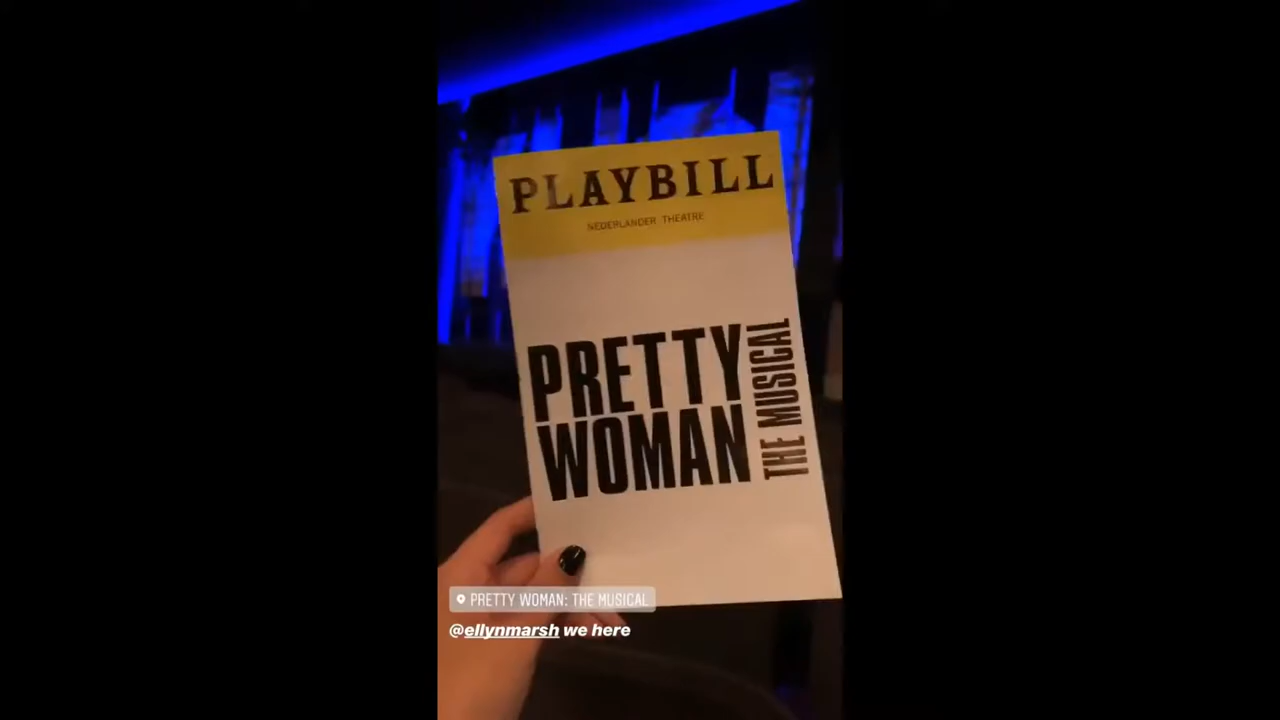 PLAYBILL
NEDERLANDER THEATRE
PRETTY
WOMAN
THE MUSICAL
PRETTY WOMAN: THE MUSICAL
@ellynmarsh we here